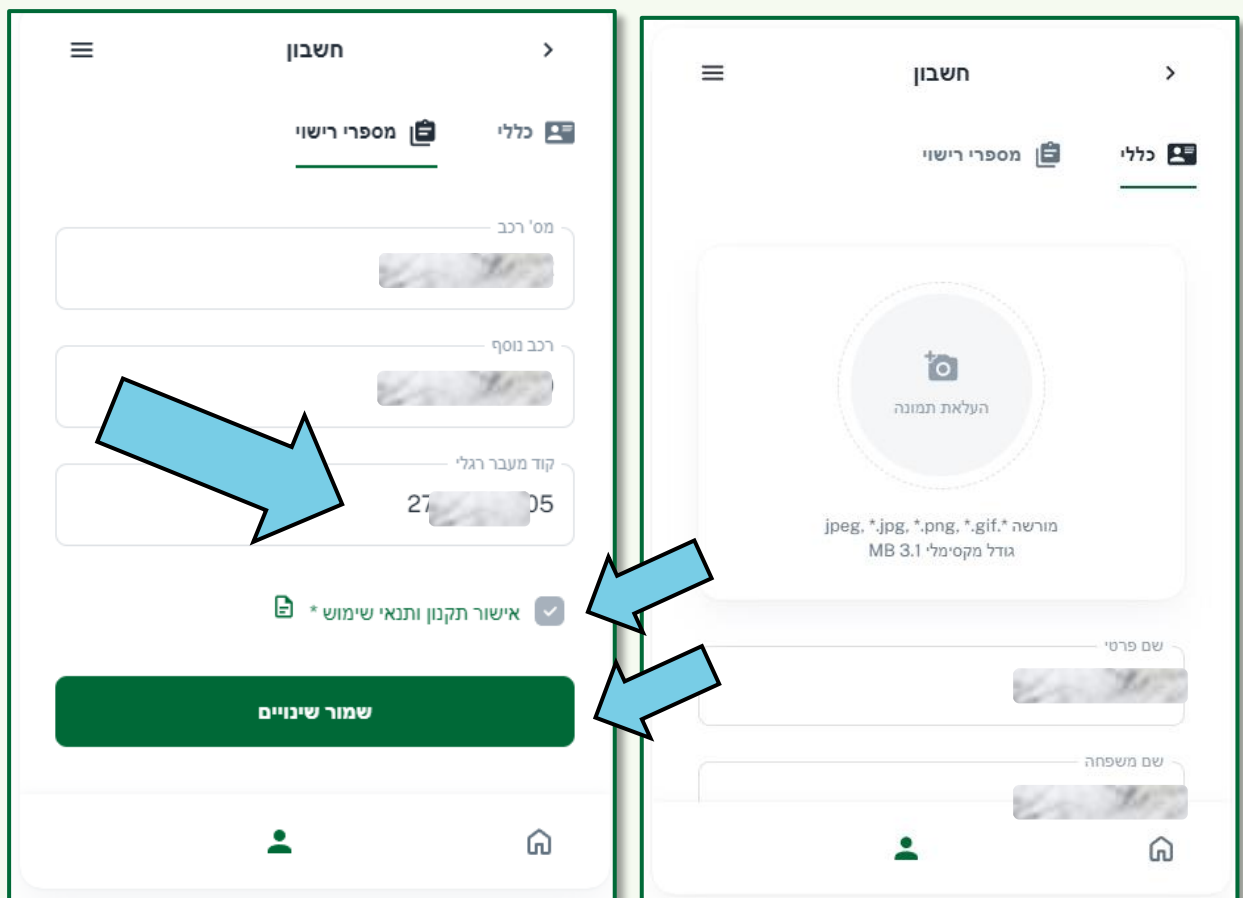 חשבון
כללי
מספרי רישוי
העלאת תמונה
מורשה *.jpeg, *.jpg, *.png, *.gif
גודל מקסימלי 3.1 MB
שם פרטי
שם משפחה
חשבון
כללי
מספרי רישוי
מס' רכב
רכב נוסף
קוד מעבר רגלי
27 05
אישור תקנון ותנאי שימוש *
שמור שינויים